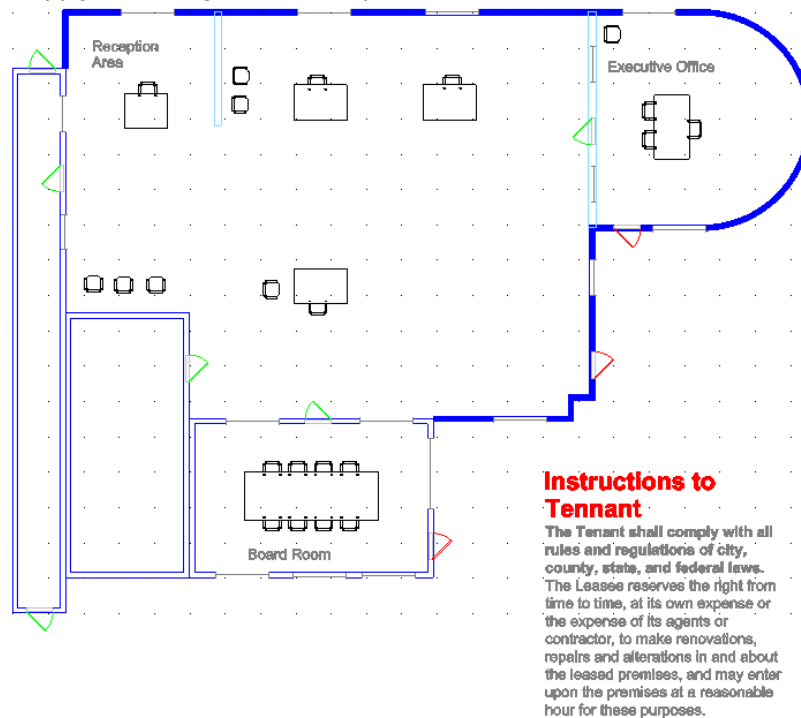 Reception
Area
Executive Office
Board Room
Instructions to
Tennant
The Tenant shall comply with all
rules and regulations of city,
county, state, and federal laws.
The Leasee reserves the right from
time to time, at its own expense or
the expense of its agents or
contractor, to make renovations,
repairs and alterations in and about
the leased premises, and may enter
upon the premises at a reasonable
hour for these purposes.